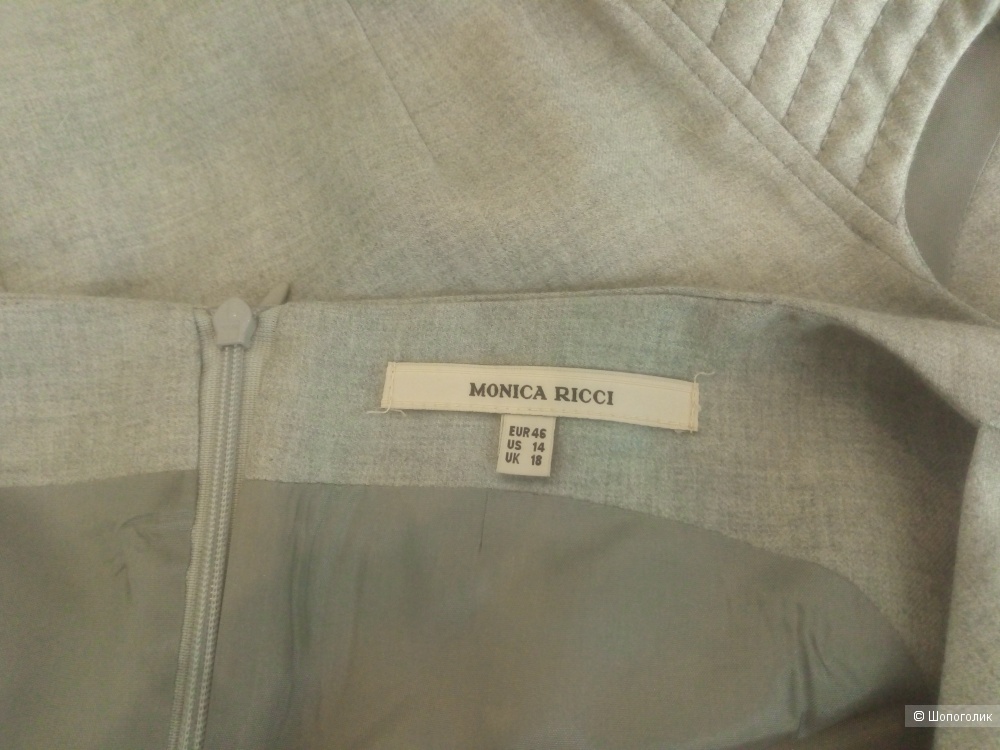 MONICA RICCI
EUR 46
US 14
UK 18
© Шопоголик